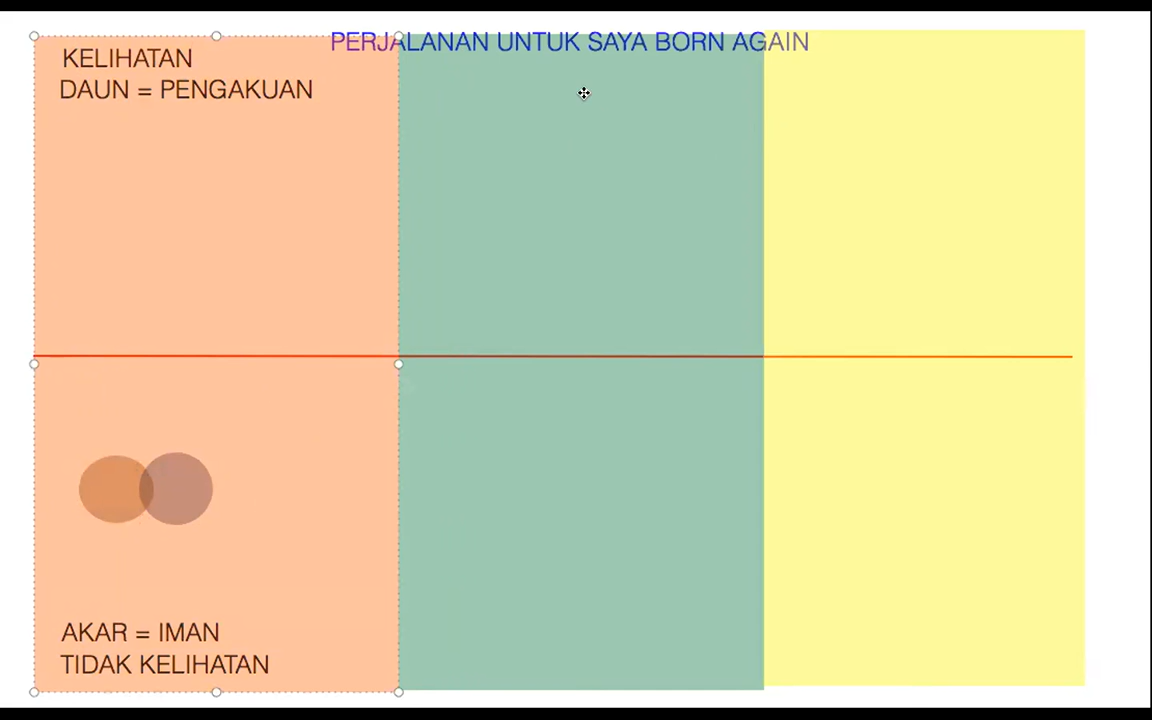 PERJALANAN UNTUK SAYA BORN AGAIN
KELIHATAN
DAUN = PENGAKUAN
AKAR = IMAN
TIDAK KELIHATAN